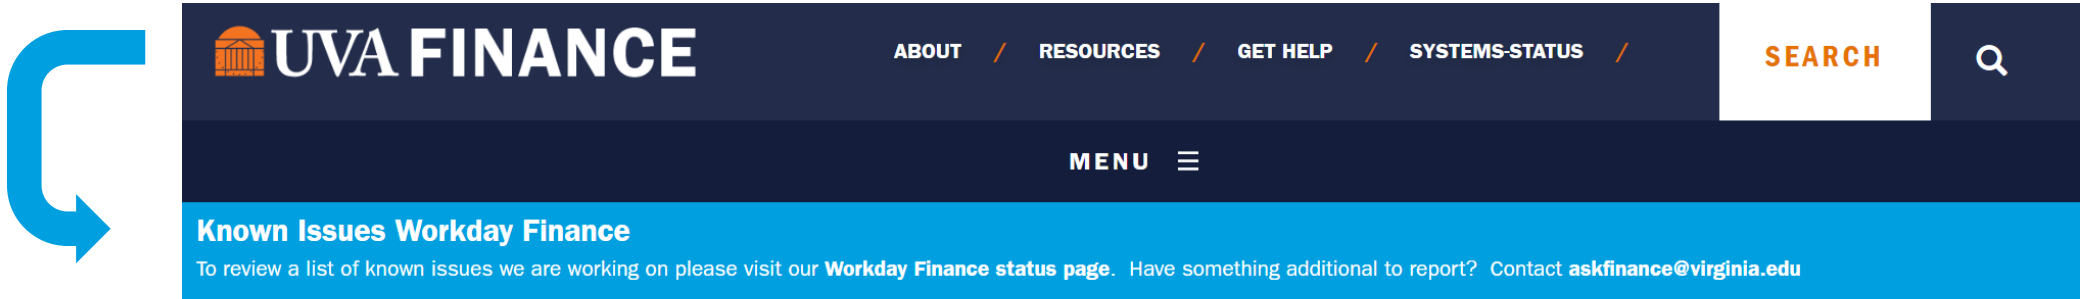 UVA FINANCE
ABOUT / RESOURCES / GET HELP / SYSTEMS-STATUS /
SEARCH
MENU
Known Issues Workday Finance
To review a list of known issues we are working on please visit our Workday Finance status page. Have something additional to report? Contact askfinance@virginia.edu